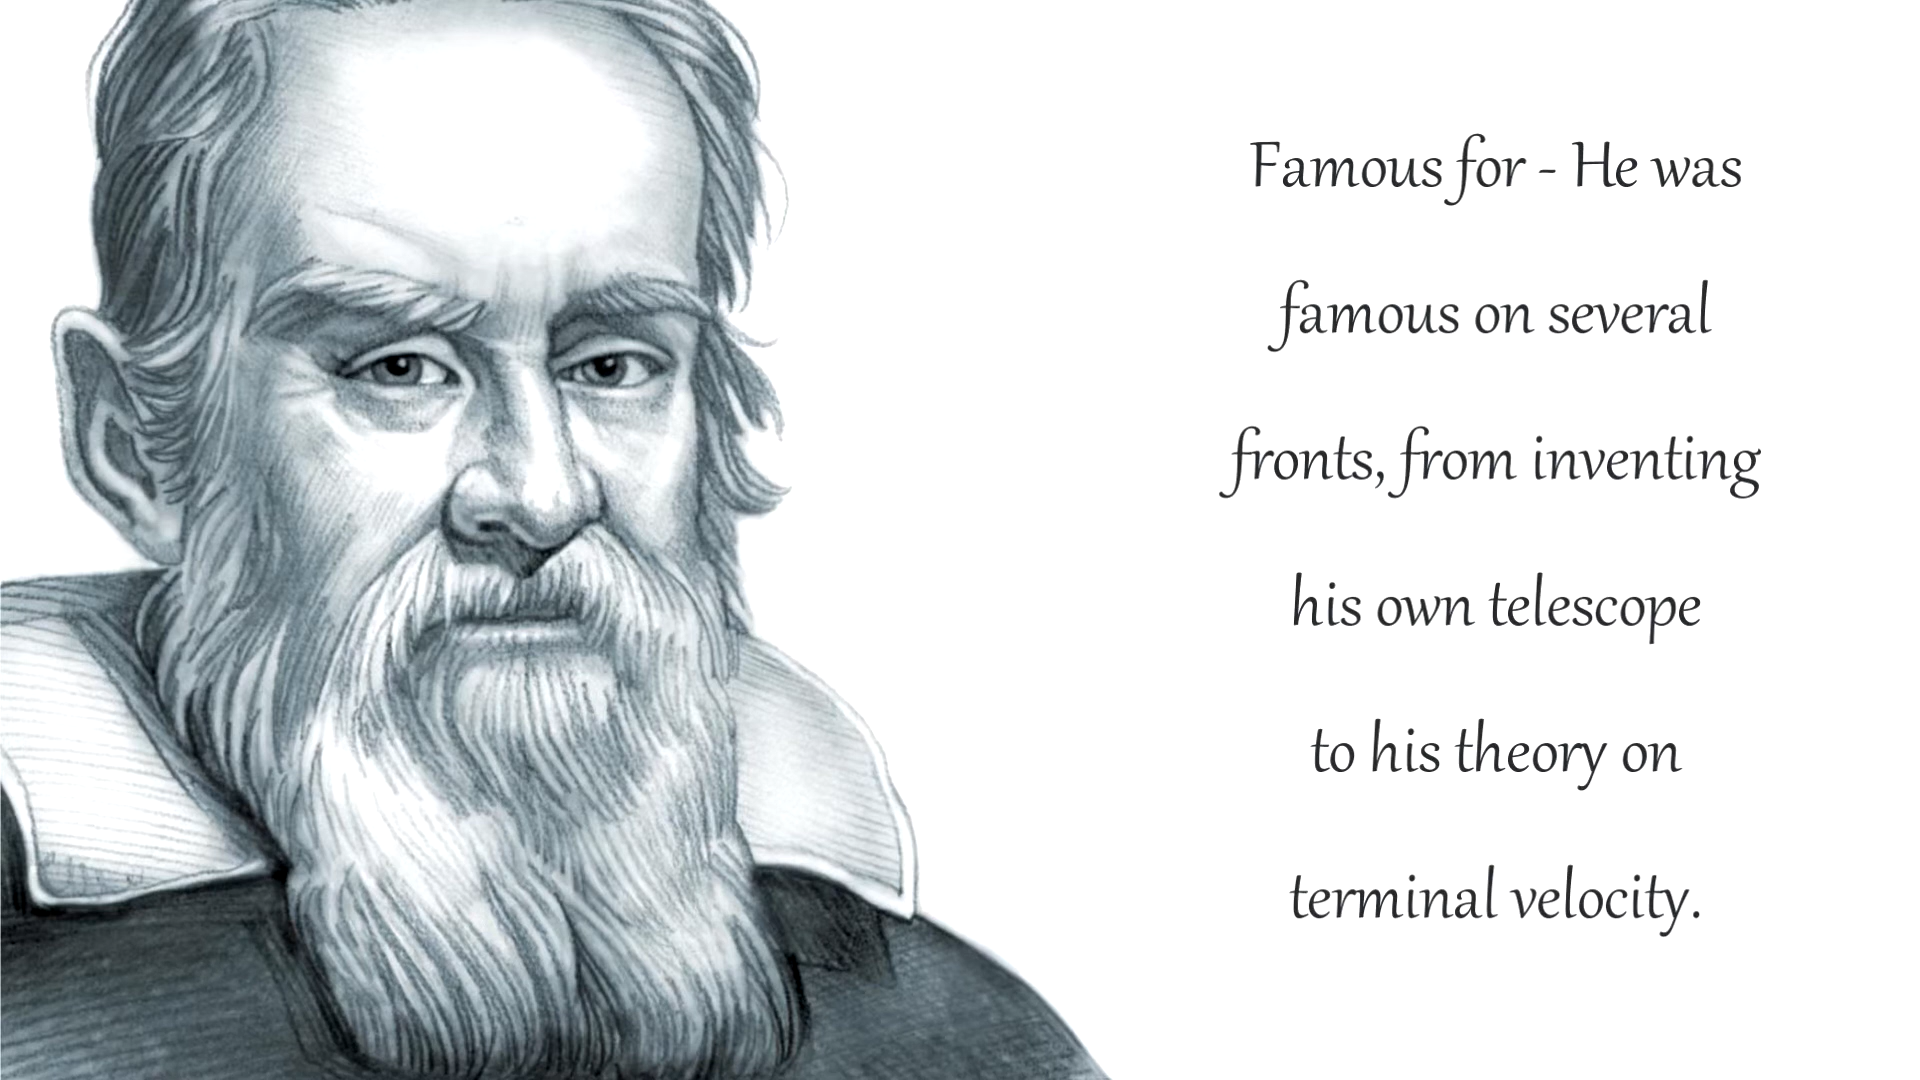 Famous for - He was
famous on several
fronts, from inventing
his own telescope
to his theory on
terminal velocity.